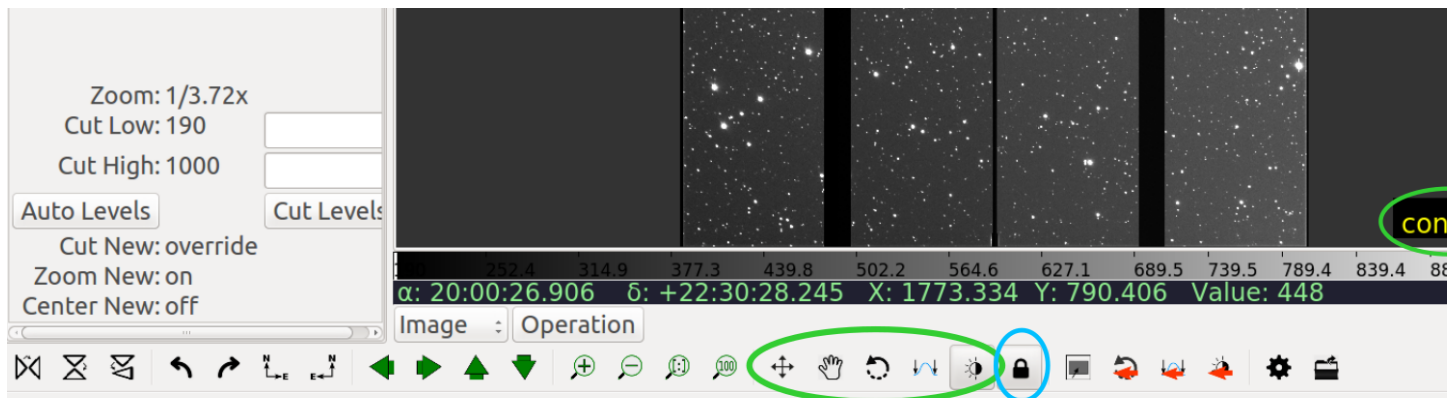 Zoom: 1/3.72x
Cut Low: 190
Cut High: 1000
Auto Levels Cut Levels
Cut New: override
Zoom New: on
Center New: off
con
252.4 314.9 377.3 439.8 502.2 564.6 627.1 689.5 739.5 789.4 839.4 88
α: 20:00:26.906 δ: +22:30:28.245 X: 1773.334 Y: 790.406 Value: 448
Image Operation
N E N E [:] 100